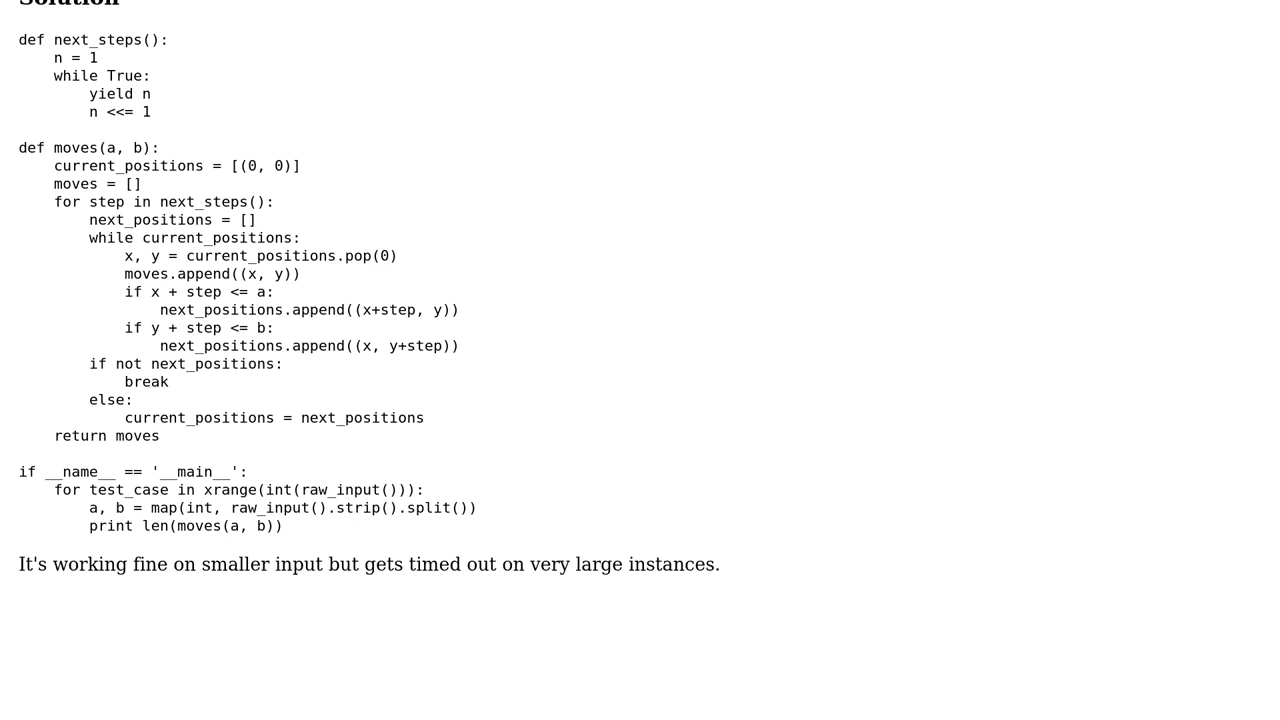 Solution
def next_steps():
    n = 1
    while True:
        yield n
        n <<= 1

def moves(a, b):
    current_positions = [(0, 0)]
    moves = []
    for step in next_steps():
        next_positions = []
        while current_positions:
            x, y = current_positions.pop(0)
            moves.append((x, y))
            if x + step <= a:
                next_positions.append((x+step, y))
            if y + step <= b:
                next_positions.append((x, y+step))
        if not next_positions:
            break
        else:
            current_positions = next_positions
    return moves

if __name__ == '__main__':
    for test_case in xrange(int(raw_input())):
        a, b = map(int, raw_input().strip().split())
        print len(moves(a, b))
It's working fine on smaller input but gets timed out on very large instances.